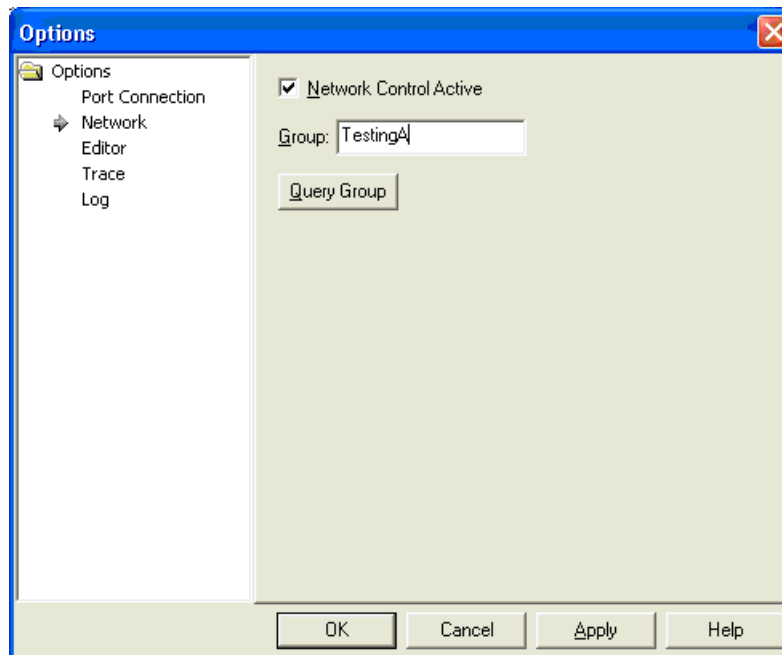 Options
Options
Port Connection
Network
Editor
Trace
Log
Network Control Active
Group: TestingA
Query Group
OK Cancel Apply Help